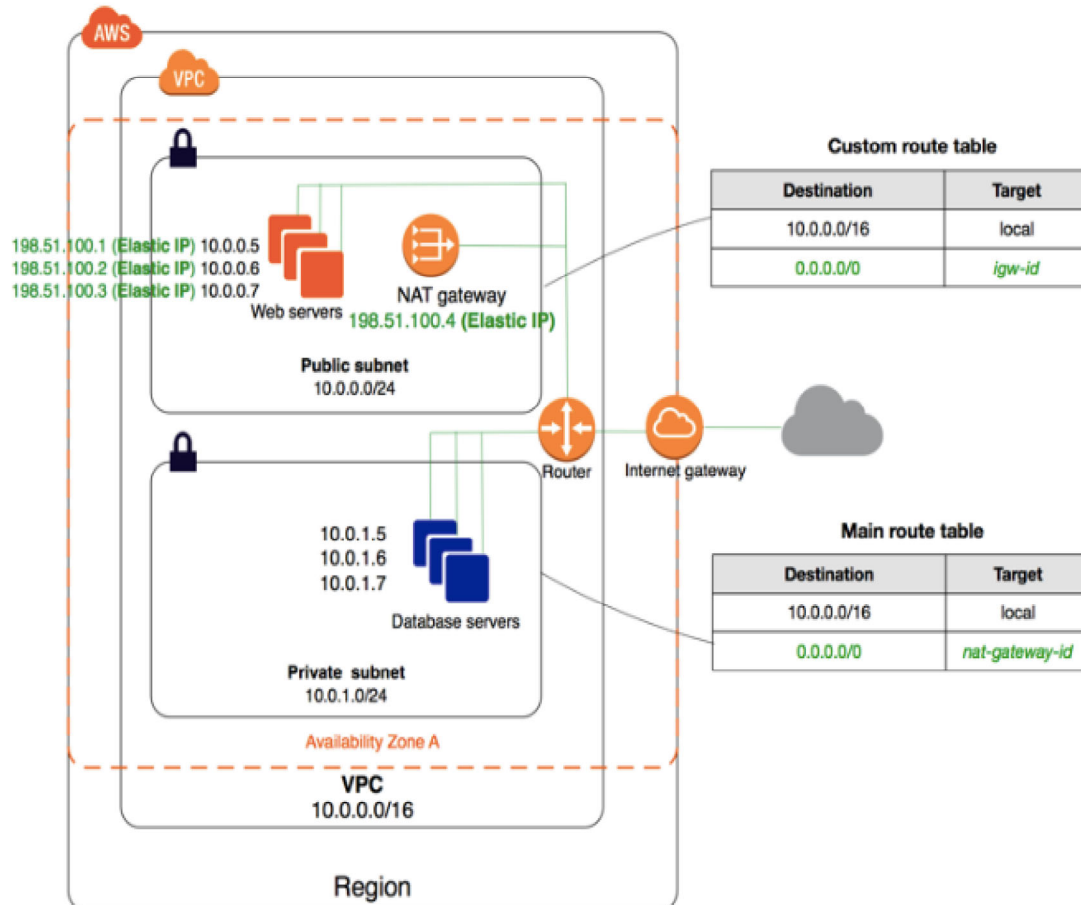 AWS
VPC
198.51.100.1 (Elastic IP) 10.0.0.5
198.51.100.2 (Elastic IP) 10.0.0.6
198.51.100.3 (Elastic IP) 10.0.0.7
Web servers
NAT gateway
198.51.100.4 (Elastic IP)
Public subnet
10.0.0.0/24
Custom route table
Destination Target
10.0.0.0/16 local
0.0.0.0/0 igw-id
Router
Internet gateway
10.0.1.5
10.0.1.6
10.0.1.7
Database servers
Private subnet
10.0.1.0/24
Main route table
Destination Target
10.0.0.0/16 local
0.0.0.0/0 nat-gateway-id
Availability Zone A
VPC
10.0.0.0/16
Region